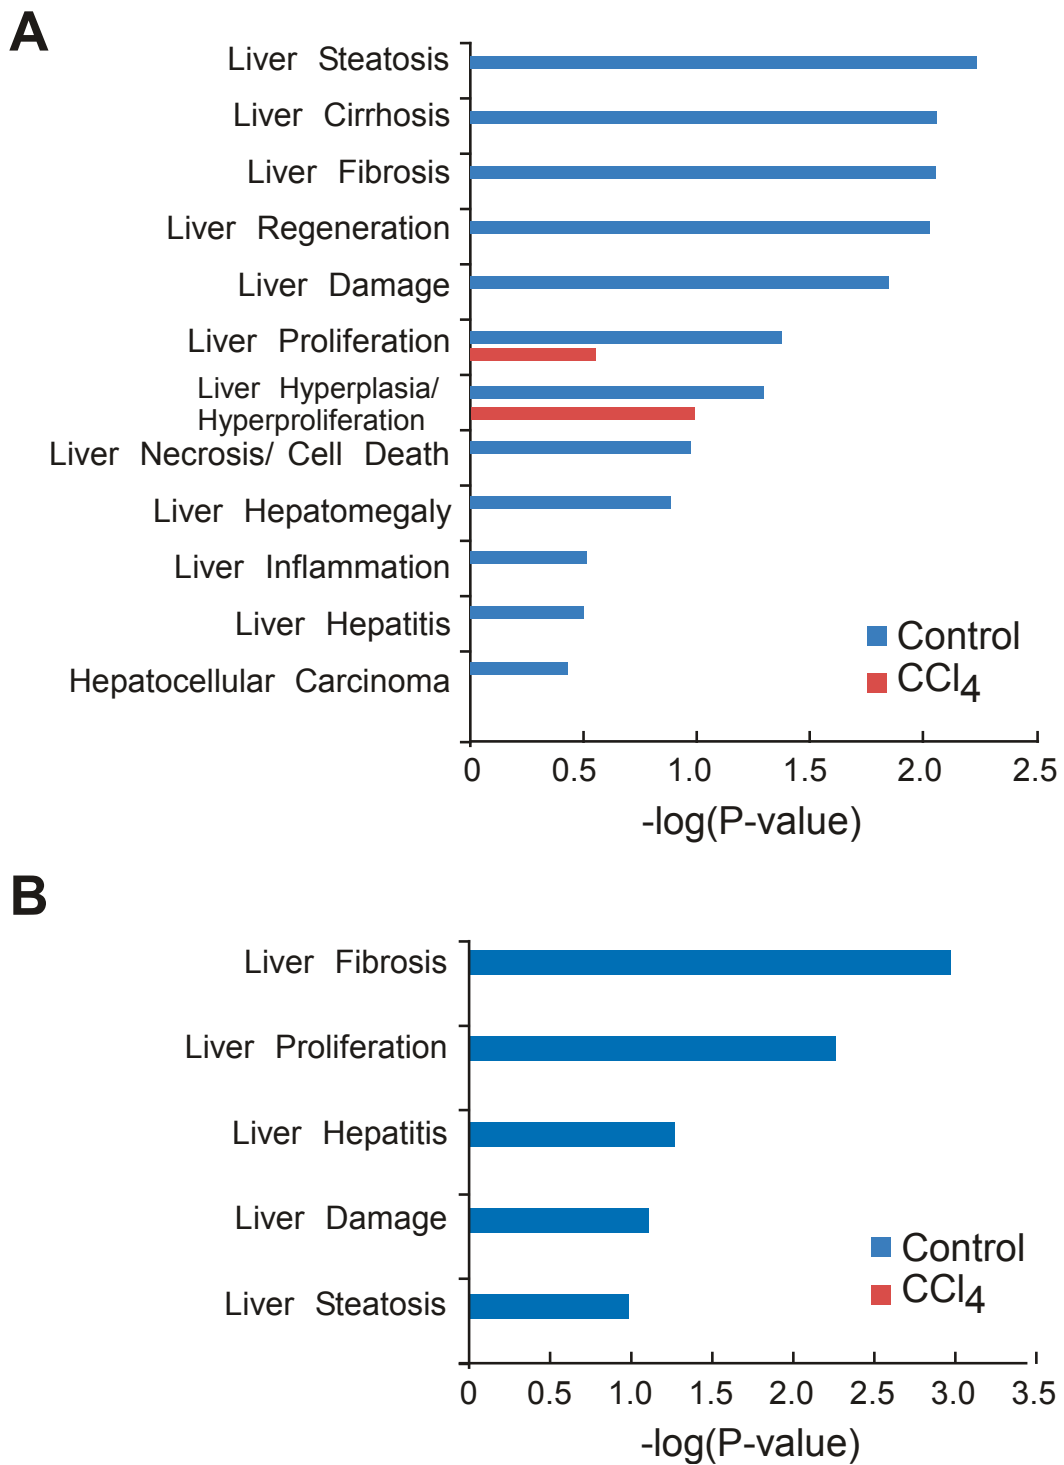 A
Liver Steatosis
Liver Cirrhosis
Liver Fibrosis
Liver Regeneration
Liver Damage
Liver Proliferation
Liver Hyperplasia/
Hyperproliferation
Liver Necrosis/ Cell Death
Liver Hepatomegaly
Liver Inflammation
Liver Hepatitis
Hepatocellular Carcinoma
Control
CCl4
0 0.5 1.0 1.5 2.0 2.5
-log(P-value)
B
Liver Fibrosis
Liver Proliferation
Liver Hepatitis
Liver Damage
Liver Steatosis
Control
CCl4
0 0.5 1.0 1.5 2.0 2.5 3.0 3.5
-log(P-value)